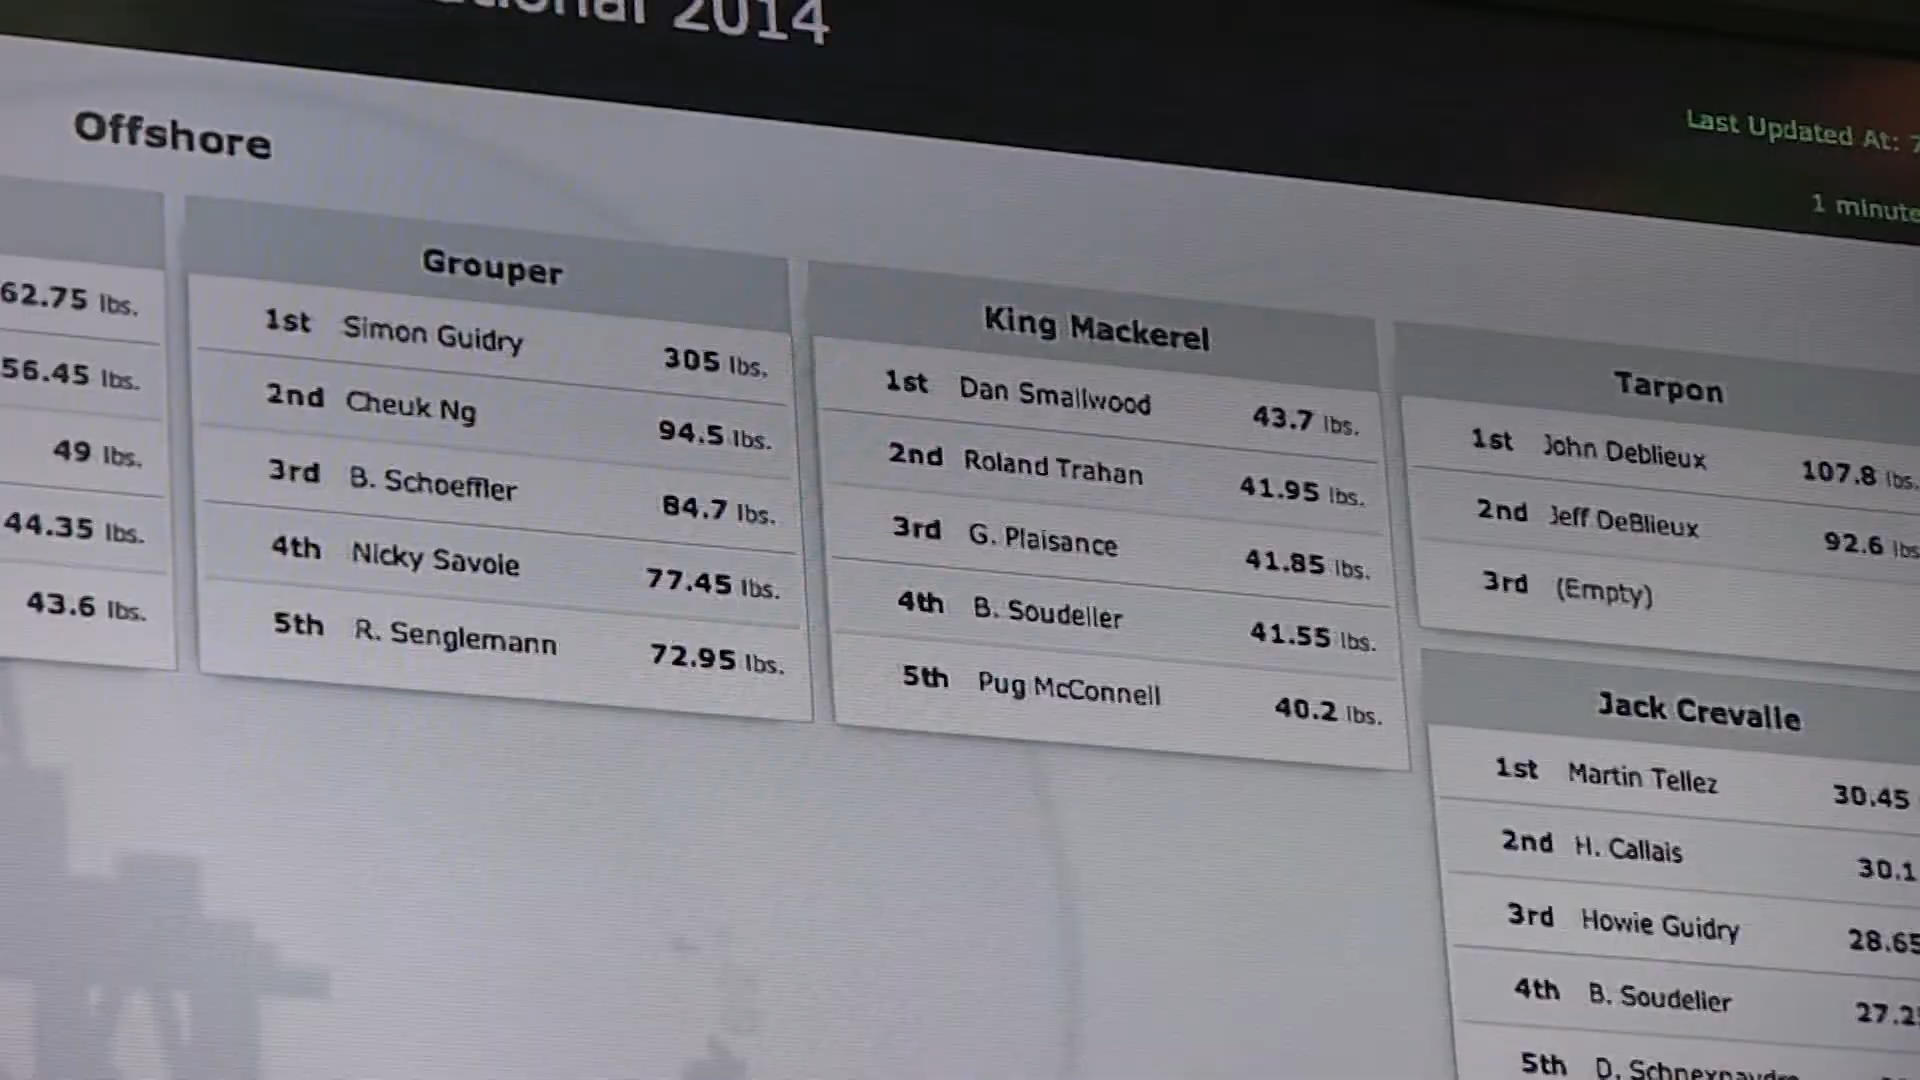 2014
Last Updated At:
1 minute
Offshore
62.75 lbs.
56.45 lbs.
49 lbs.
44.35 lbs.
43.6 lbs.
Grouper
1st Simon Guidry 305 lbs.
2nd Cheuk Ng 94.5 lbs.
3rd B. Schoeffler 84.7 lbs.
4th Nicky Savoie 77.45 lbs.
5th R. Senglemann 72.95 lbs.
King Mackerel
1st Dan Smallwood 43.7 lbs.
2nd Roland Trahan 41.95 lbs.
3rd G. Plaisance 41.85 lbs.
4th B. Soudelier 41.55 lbs.
5th Pug McConnell 40.2 lbs.
Tarpon
1st John Deblieux 107.8 lbs.
2nd Jeff DeBlieux 92.6 lbs
3rd (Empty)
Jack Crevalle
1st Martin Tellez 30.45
2nd H. Callais 30.1
3rd Howie Guidry 28.65
4th B. Soudelier 27.2
5th D.